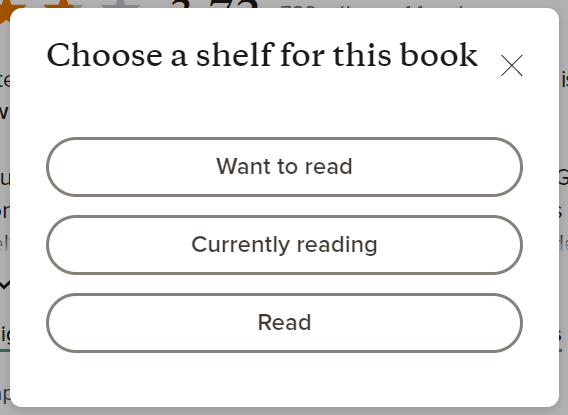 Choose a shelf for this book
Want to read
Currently reading
Read